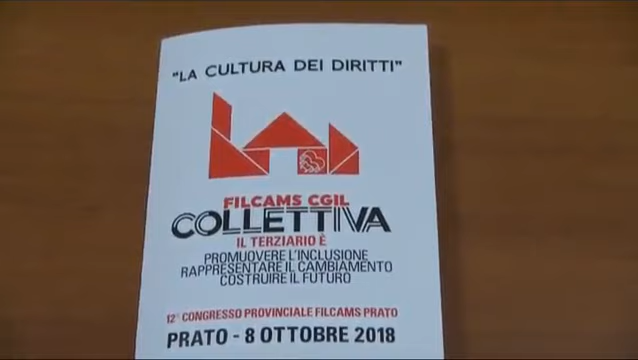 "LA CULTURA DEI DIRITTI"
FILCAMS CGIL
COLLETTIVA
IL TERZIARIO È
PROMUOVERE L'INCLUSIONE
RAPPRESENTARE IL CAMBIAMENTO
COSTRUIRE IL FUTURO
12° CONGRESSO PROVINCIALE FILCAMS PRATO
PRATO - 8 OTTOBRE 2018